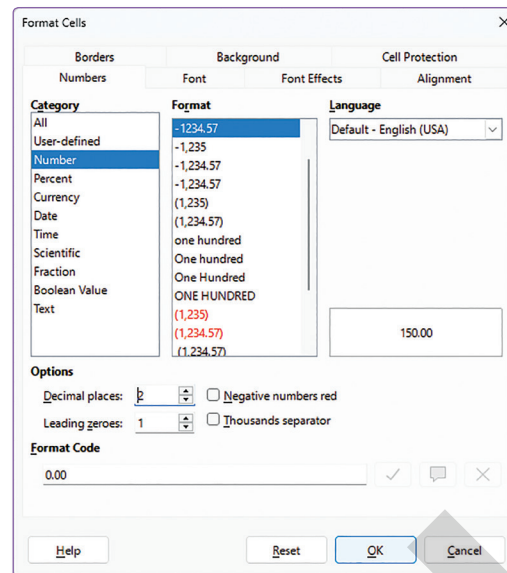 Format Cells
Borders Background Cell Protection
Numbers Font Font Effects Alignment
Category Format Language
All
User-defined
Number
Percent
Currency
Date
Time
Scientific
Fraction
Boolean Value
Text
-1234.57
-1,235
-1,234.57
-1,234.57
(1,235)
(1,234.57)
one hundred
One hundred
One Hundred
ONE HUNDRED
(1,235)
(1,234.57)
(1,234.57)
Default - English (USA)
150.00
Options
Decimal places: 2 Negative numbers red
Leading zeroes: 1 Thousands separator
Format Code
0.00
Help Reset OK Cancel